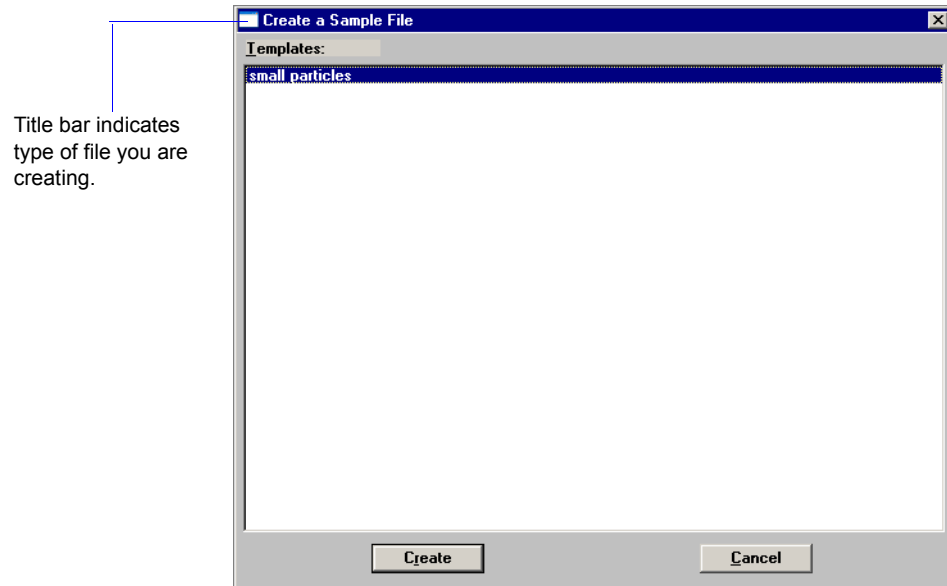 Create a Sample File
Templates:
small particles
Title bar indicates
type of file you are
creating.
Create
Cancel